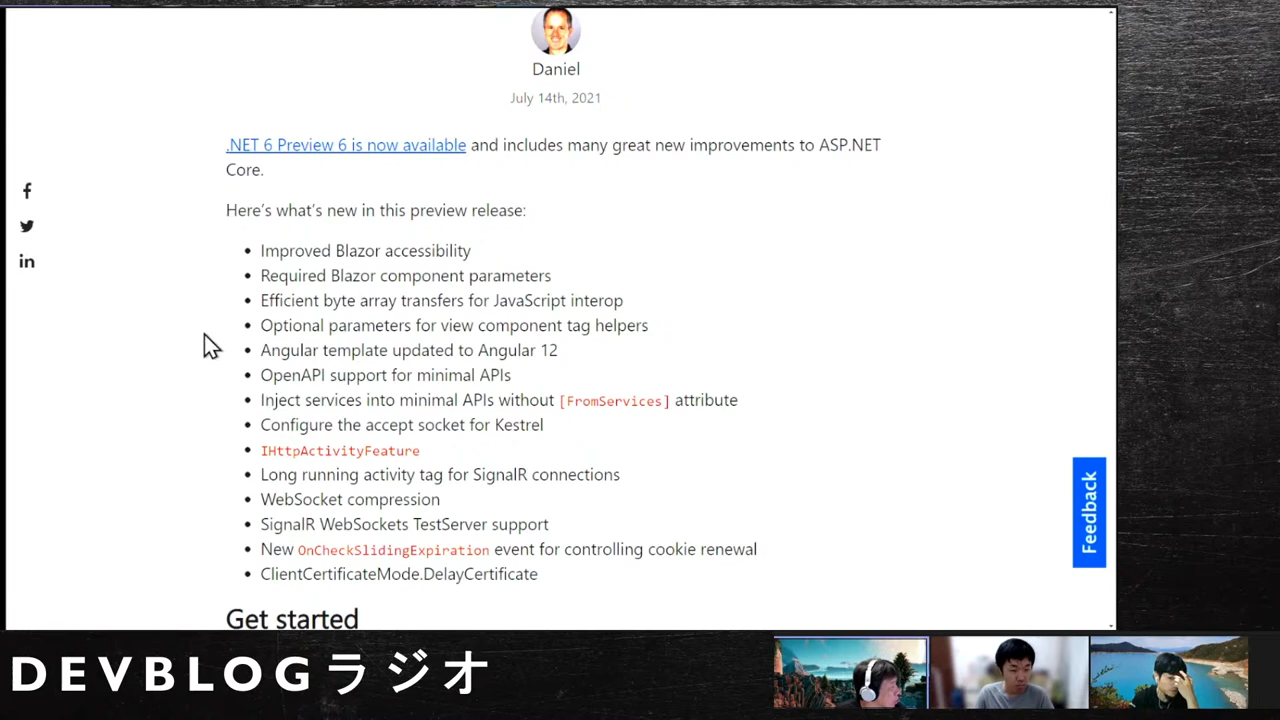 Daniel
July 14th, 2021
.NET 6 Preview 6 is now available and includes many great new improvements to ASP.NET
Core.
Here's what's new in this preview release:
• Improved Blazor accessibility
• Required Blazor component parameters
• Efficient byte array transfers for JavaScript interop
• Optional parameters for view component tag helpers
• Angular template updated to Angular 12
• OpenAPI support for minimal APIs
• Inject services into minimal APIs without [FromServices] attribute
• Configure the accept socket for Kestrel
• IHttpActivityFeature
• Long running activity tag for SignalR connections
• WebSocket compression
• SignalR WebSockets TestServer support
• New OnCheckSlidingExpiration event for controlling cookie renewal
• ClientCertificateMode.DelayCertificate
Get started
Feedback
DEVBLOGラジオ